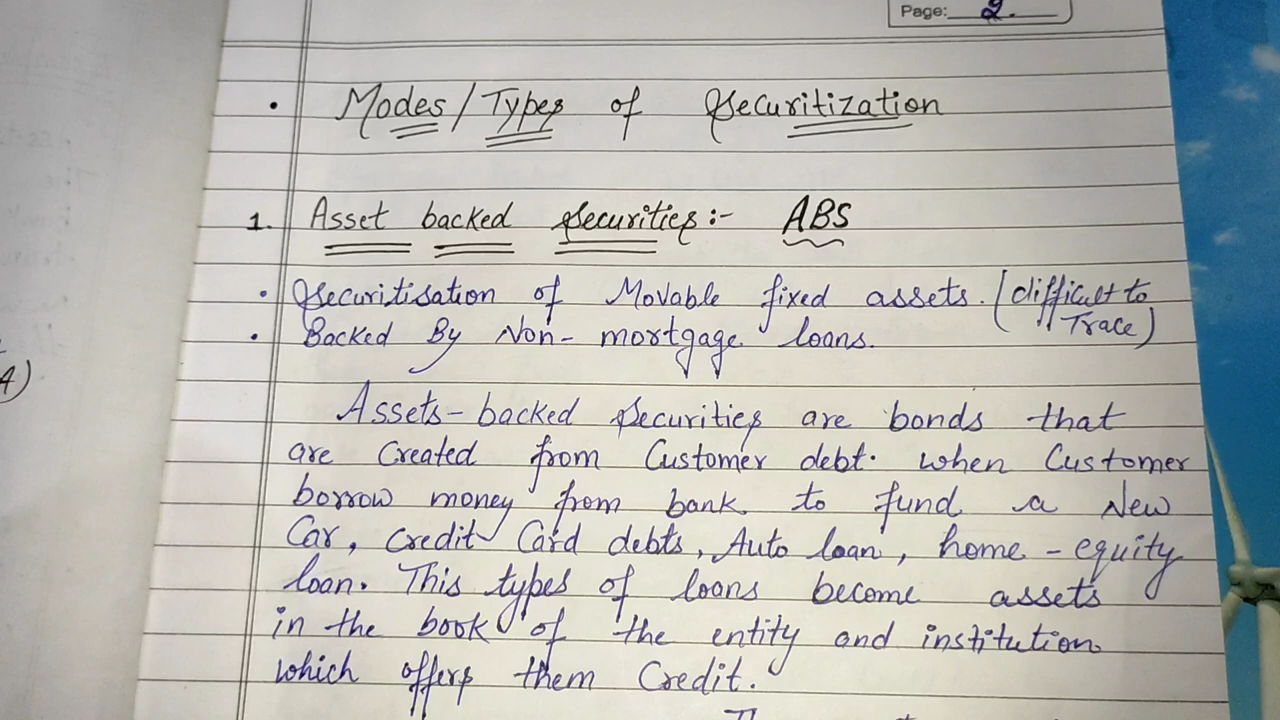 Page: 2.
• Modes/Types of Securitization
1. Asset backed securities:- ABS
• Securitisation of Movable fixed assets. (difficult to
Trace)
• Backed By Non- mortgage loans.
Assets-backed securities are bonds that
are created from Customer debt. when Customer
borrow money from bank to fund a New
Car, credit Card debts, Auto loan, home-equity
loan. This types of loans become assets
in the book of the entity and institution
which offers them Credit.
4)